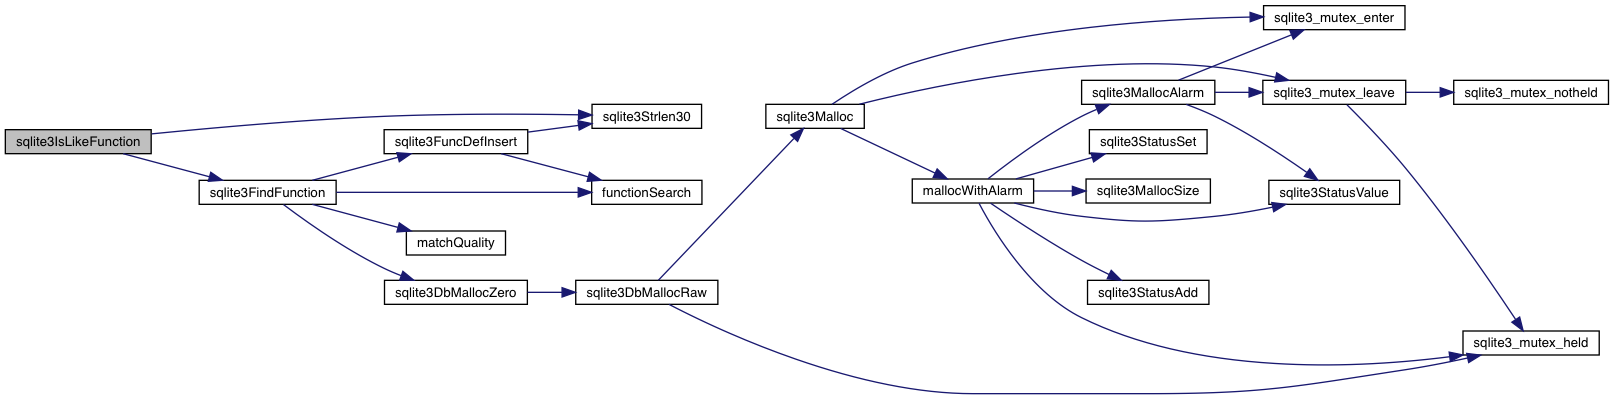 sqlite3IsLikeFunction
sqlite3FindFunction
sqlite3Strlen30
sqlite3FuncDefInsert
functionSearch
matchQuality
sqlite3DbMallocZero
sqlite3DbMallocRaw
sqlite3Malloc
mallocWithAlarm
sqlite3_mutex_enter
sqlite3MallocAlarm
sqlite3_mutex_leave
sqlite3_mutex_notheld
sqlite3StatusSet
sqlite3MallocSize
sqlite3StatusValue
sqlite3StatusAdd
sqlite3_mutex_held